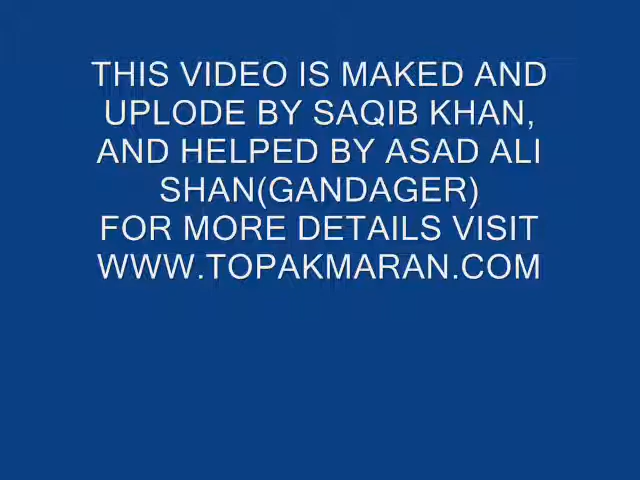 THIS VIDEO IS MAKED AND
UPLODE BY SAQIB KHAN,
AND HELPED BY ASAD ALI
SHAN(GANDAGER)
FOR MORE DETAILS VISIT
WWW.TOPAKMARAN.COM